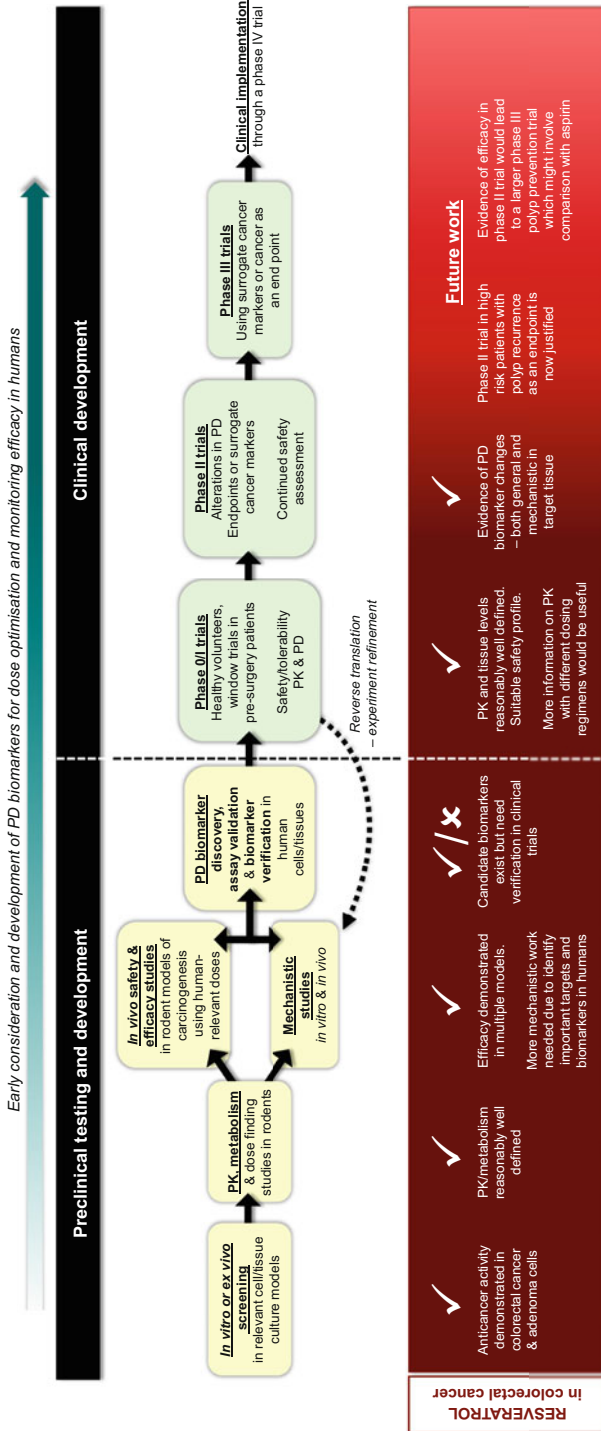 Early consideration and development of PD biomarkers for dose optimisation and monitoring efficacy in humans
Preclinical testing and development
Clinical development
In vitro or ex vivo
screening
in relevant cell/tissue
culture models
PK, metabolism
& dose finding
studies in rodents
In vivo safety &
efficacy studies
in rodent models of
carcinogenesis
using human-
relevant doses
Mechanistic
studies
in vitro & in vivo
PD biomarker
discovery,
assay validation
& biomarker
verification in
human
cells/tissues
Phase 0/I trials
Healthy volunteers,
window trials in
pre-surgery patients
Safety/tolerability
PK & PD
Phase II trials
Alterations in PD
Endpoints or surrogate
cancer markers
Continued safety
assessment
Phase III trials
Using surrogate cancer
markers or cancer as
an end point
Clinical implementation
through a phase IV trial
Reverse translation
– experiment refinement
RESVERATROL
in colorectal cancer
✓
Anticancer activity
demonstrated in
colorectal cancer
& adenoma cells
✓
PK/metabolism
reasonably well
defined
✓
Efficacy demonstrated
in multiple models.
More mechanistic work
needed due to identify
important targets and
biomarkers in humans
✓/✗
Candidate biomarkers
exist but need
verification in clinical
trials
✓
PK and tissue levels
reasonably well defined.
Suitable safety profile.
More information on PK
with different dosing
regimens would be useful
✓
Evidence of PD
biomarker changes
– both general and
mechanistic in
target tissue
Future work
Phase II trial in high
risk patients with
polyp recurrence
as an endpoint is
now justified
Evidence of efficacy in
phase II trial would lead
to a larger phase III
polyp prevention trial
which might involve
comparison with aspirin